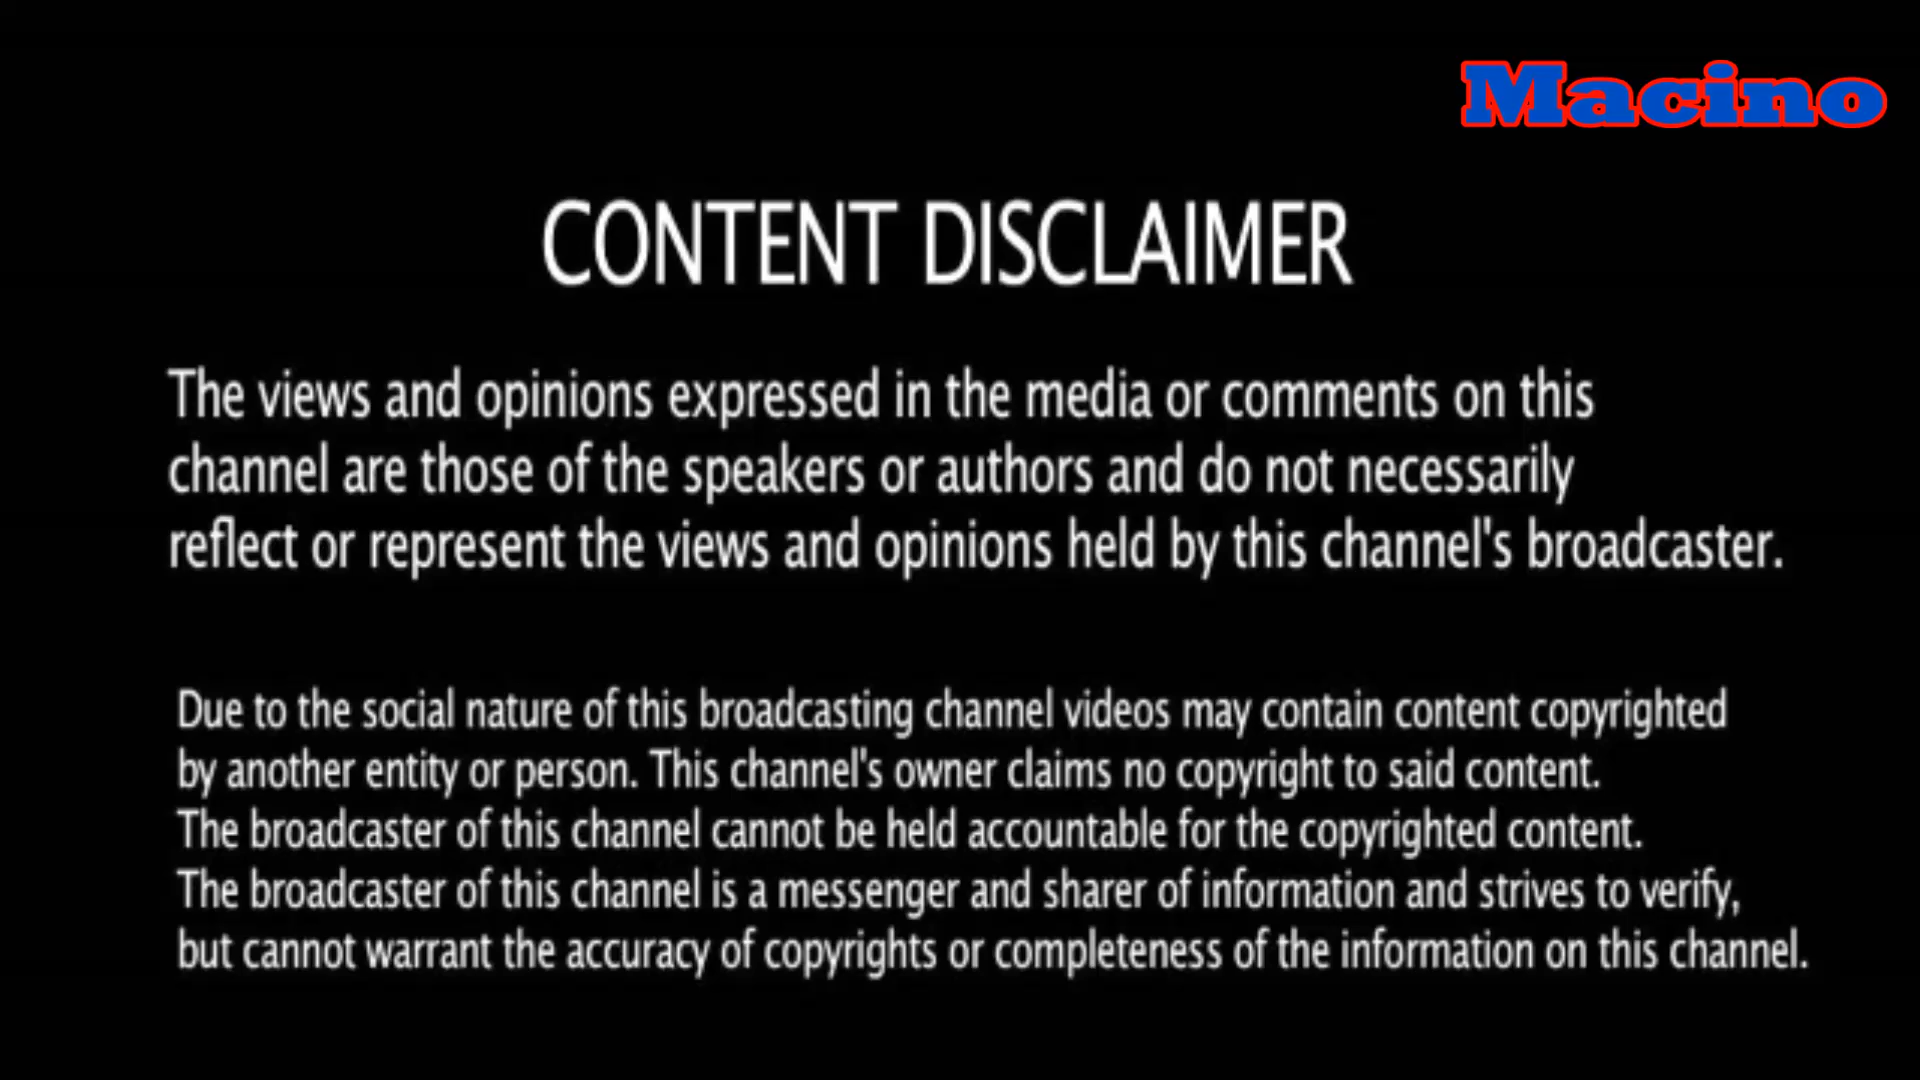 Macino
CONTENT DISCLAIMER
The views and opinions expressed in the media or comments on this
channel are those of the speakers or authors and do not necessarily
reflect or represent the views and opinions held by this channel's broadcaster.
Due to the social nature of this broadcasting channel videos may contain content copyrighted
by another entity or person. This channel's owner claims no copyright to said content.
The broadcaster of this channel cannot be held accountable for the copyrighted content.
The broadcaster of this channel is a messenger and sharer of information and strives to verify,
but cannot warrant the accuracy of copyrights or completeness of the information on this channel.